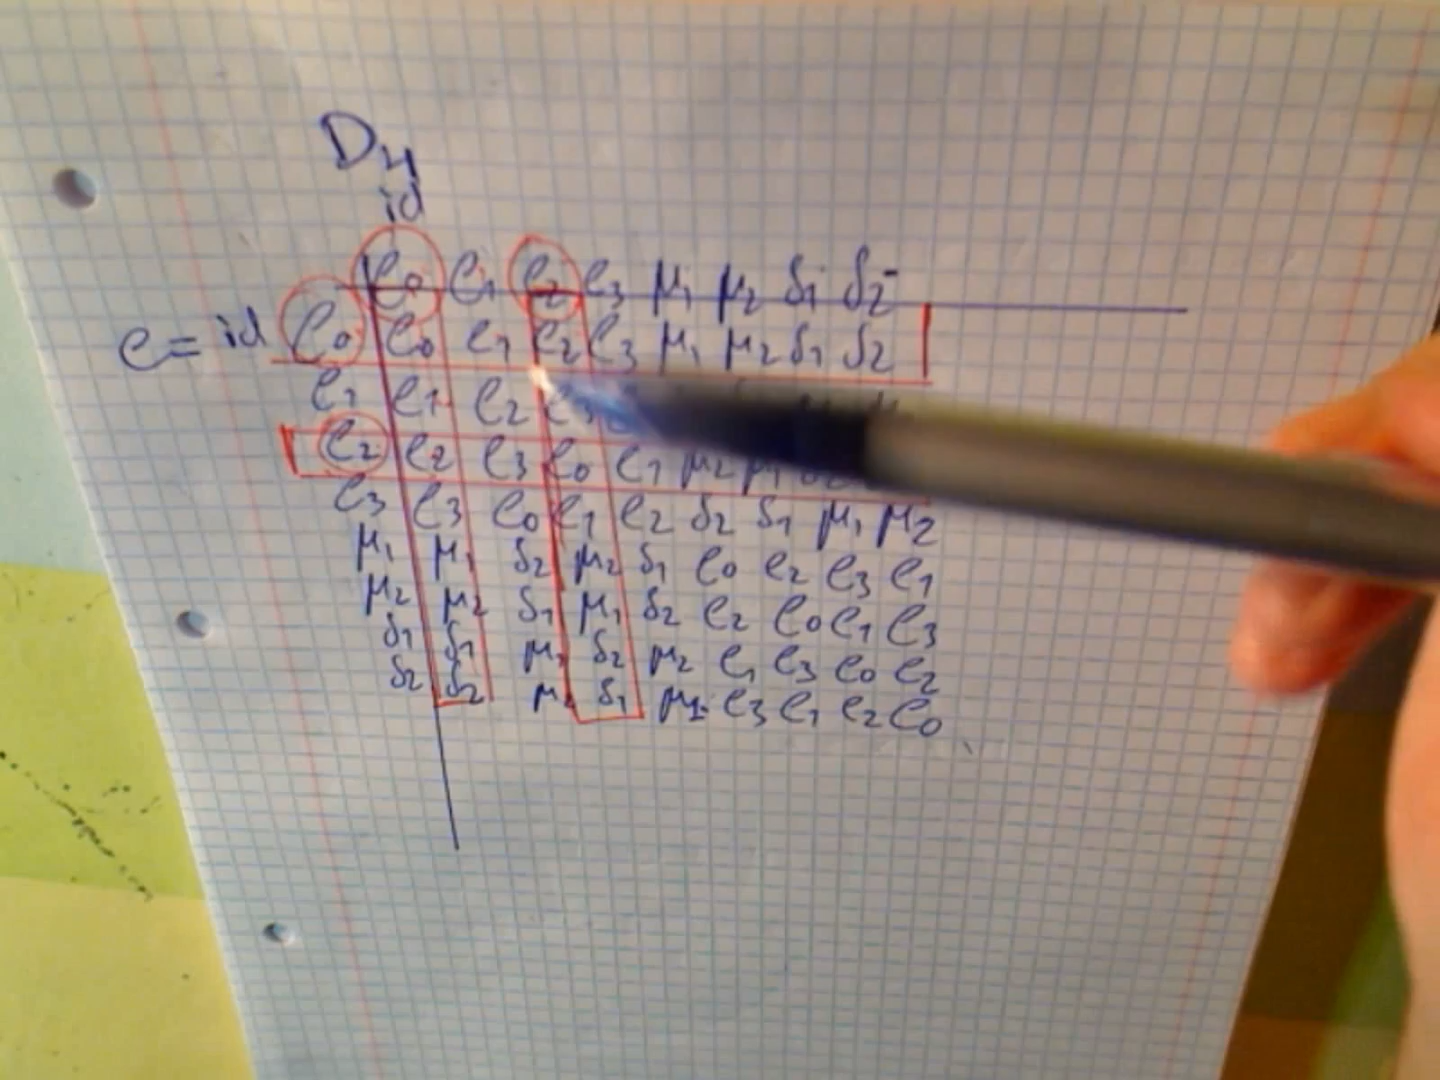 D4
id
e0 e1 e2 e3 μ1 μ2 δ1 δ2
e = id e0 e0 e1 e2 e3 μ1 μ2 δ1 δ2
e1 e1 e2 e3
e2 e2 e3 e0 e1 μ2 μ1
e3 e3 e0 e1 e2 δ2 δ1 μ1 μ2
μ1 μ1 δ2 μ2 δ1 e0 e2 e3 e1
μ2 μ2 δ1 μ1 δ2 e2 e0 e1 e3
δ1 δ1 δ2 μ2 e1 e3 e0 e2
δ2 δ2 δ1 e3 e1 e2 e0